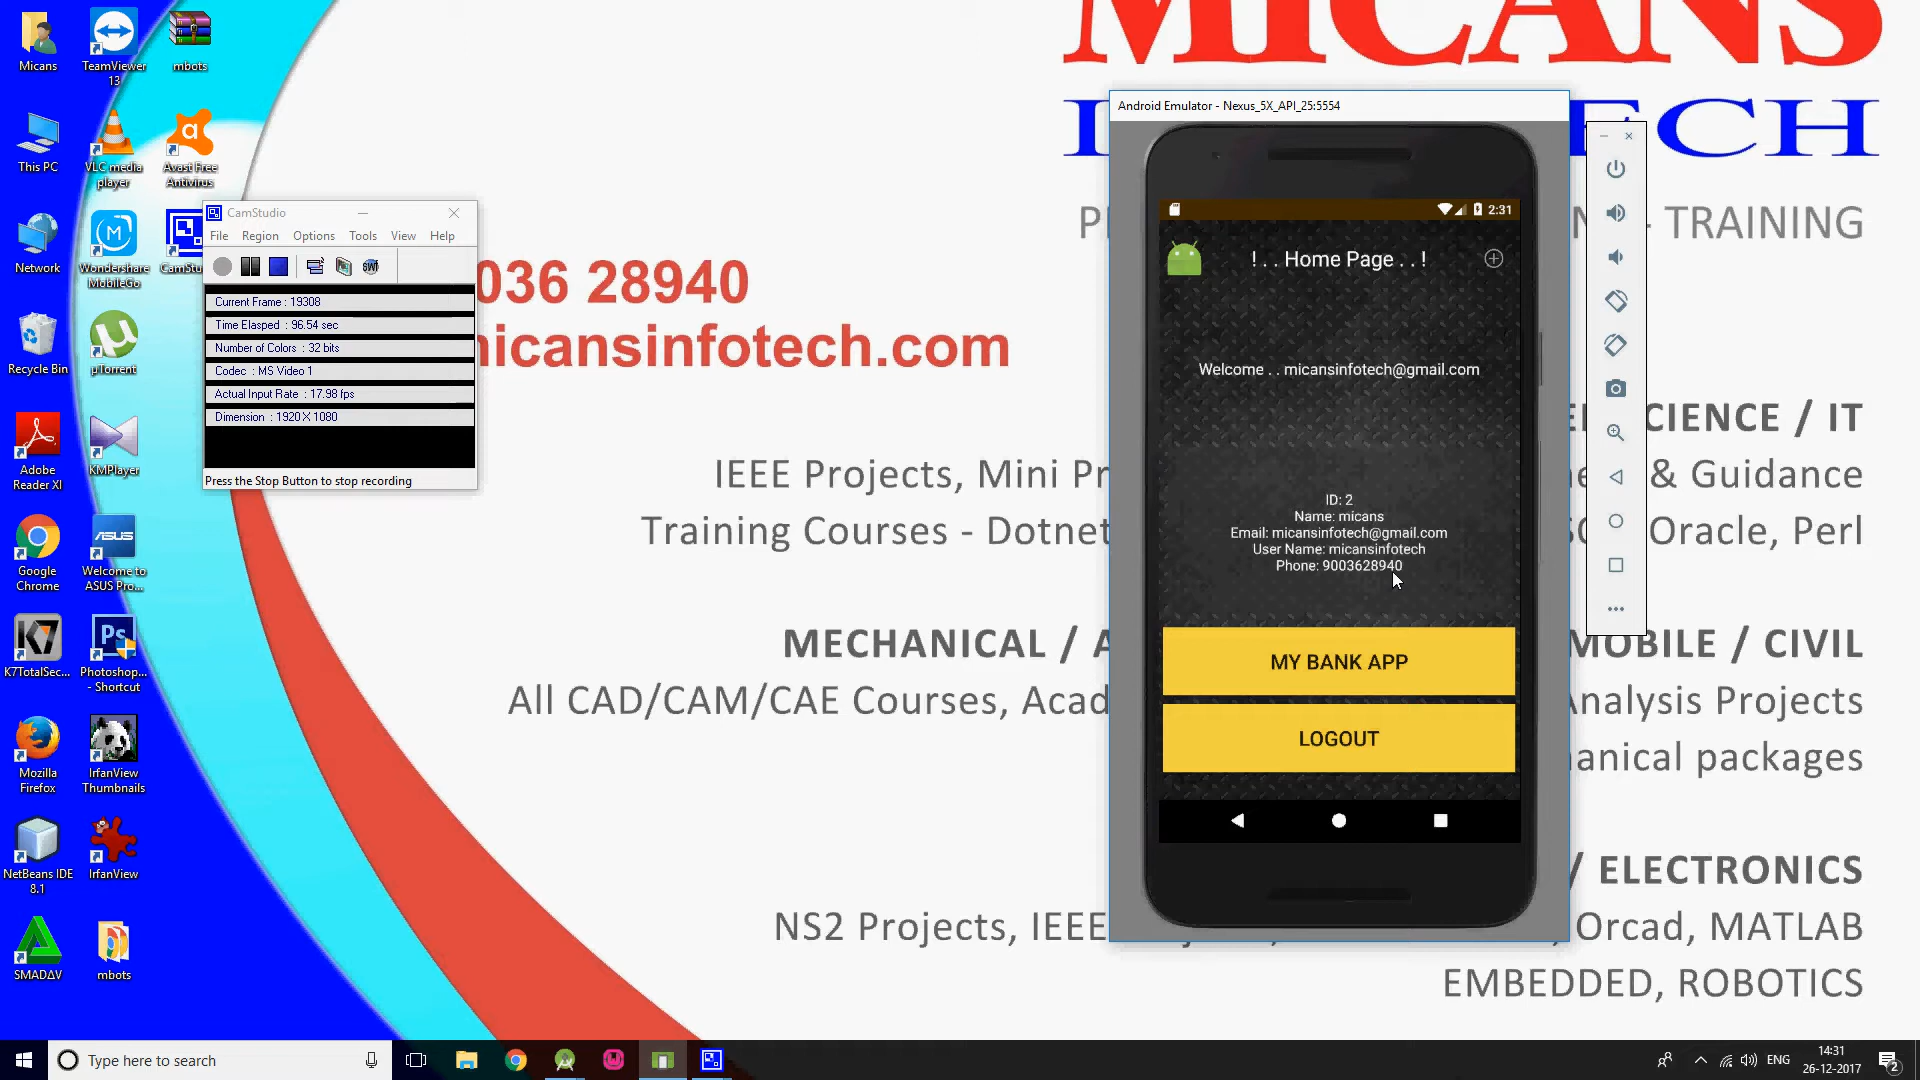 Micans
TeamViewer
13
mbots
This PC
VLC media
player
Avast Free
Antivirus
Network
Wondershare
MobileGo
CamStu
Recycle Bin
µTorrent
Adobe
Reader XI
KMPlayer
Google
Chrome
Welcome to
ASUS Pro...
K7TotalSec...
Photoshop...
- Shortcut
Mozilla
Firefox
IrfanView
Thumbnails
NetBeans IDE
8.1
IrfanView
SMADΔV
mbots
CamStudio
File Region Options Tools View Help
Current Frame : 19308
Time Elasped : 96.54 sec
Number of Colors : 32 bits
Codec : MS Video 1
Actual Input Rate : 17.98 fps
Dimension : 1920 X 1080
Press the Stop Button to stop recording
MICANS
I ECH
P N - TRAINING
036 28940
micansinfotech.com
CIENCE / IT
IEEE Projects, Mini Pr & Guidance
Training Courses - Dotnet Oracle, Perl
MECHANICAL / A MOBILE / CIVIL
All CAD/CAM/CAE Courses, Acad Analysis Projects
anical packages
/ ELECTRONICS
NS2 Projects, IEEE Orcad, MATLAB
EMBEDDED, ROBOTICS
Android Emulator - Nexus_5X_API_25:5554
2:31
! . . Home Page . . !
Welcome . . micansinfotech@gmail.com
ID: 2
Name: micans
Email: micansinfotech@gmail.com
User Name: micansinfotech
Phone: 9003628940
MY BANK APP
LOGOUT
Type here to search
ENG
14:31
26-12-2017
2